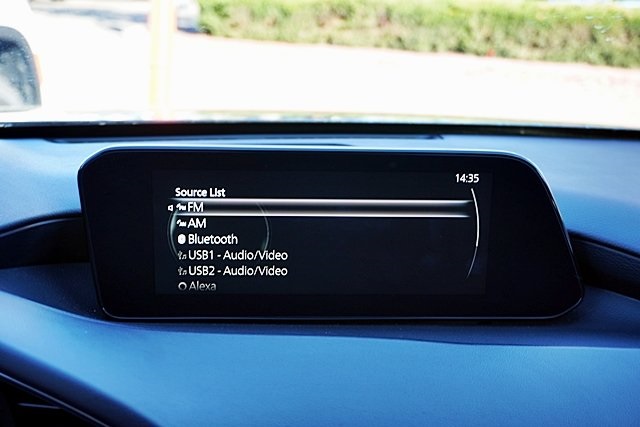 14:35
Source List
FM
AM
Bluetooth
USB1 - Audio/Video
USB2 - Audio/Video
Alexa